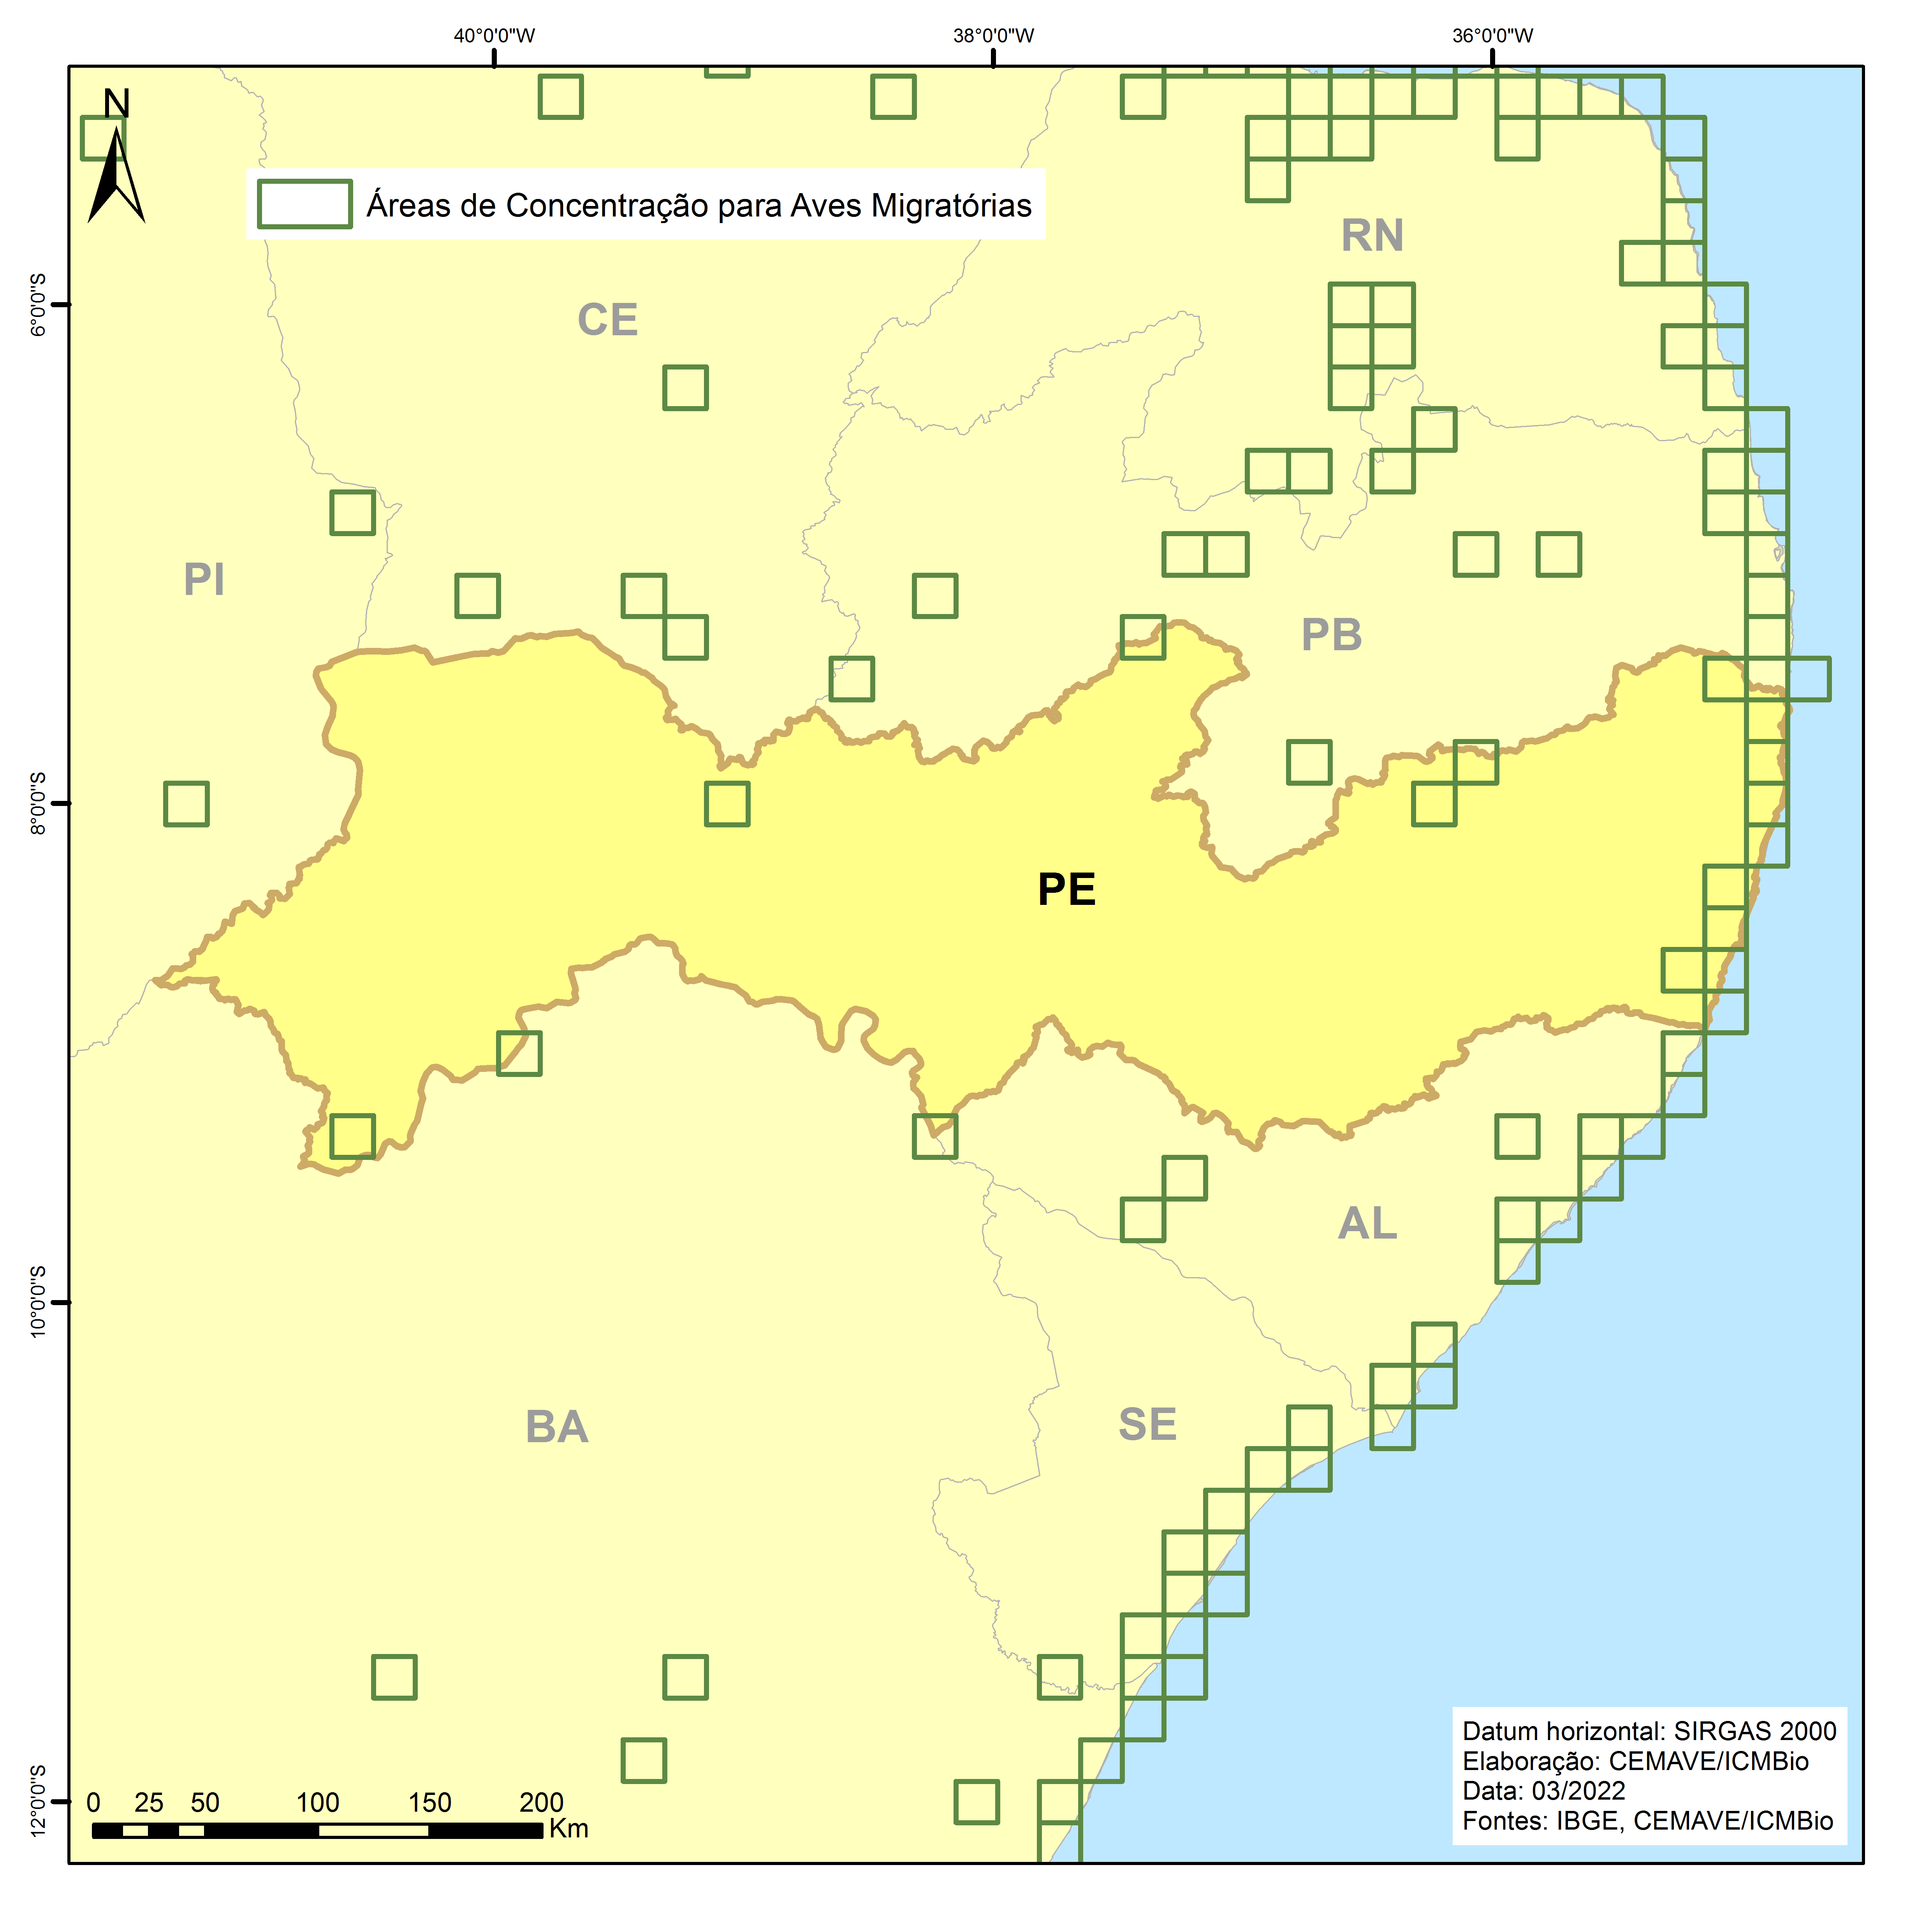 40°0'0"W 38°0'0"W 36°0'0"W
N
Áreas de Concentração para Aves Migratórias
RN
6°0'0"S
CE
PI
PB
8°0'0"S
PE
AL
10°0'0"S
BA
SE
Datum horizontal: SIRGAS 2000
Elaboração: CEMAVE/ICMBio
Data: 03/2022
Fontes: IBGE, CEMAVE/ICMBio
12°0'0"S
0 25 50 100 150 200
Km